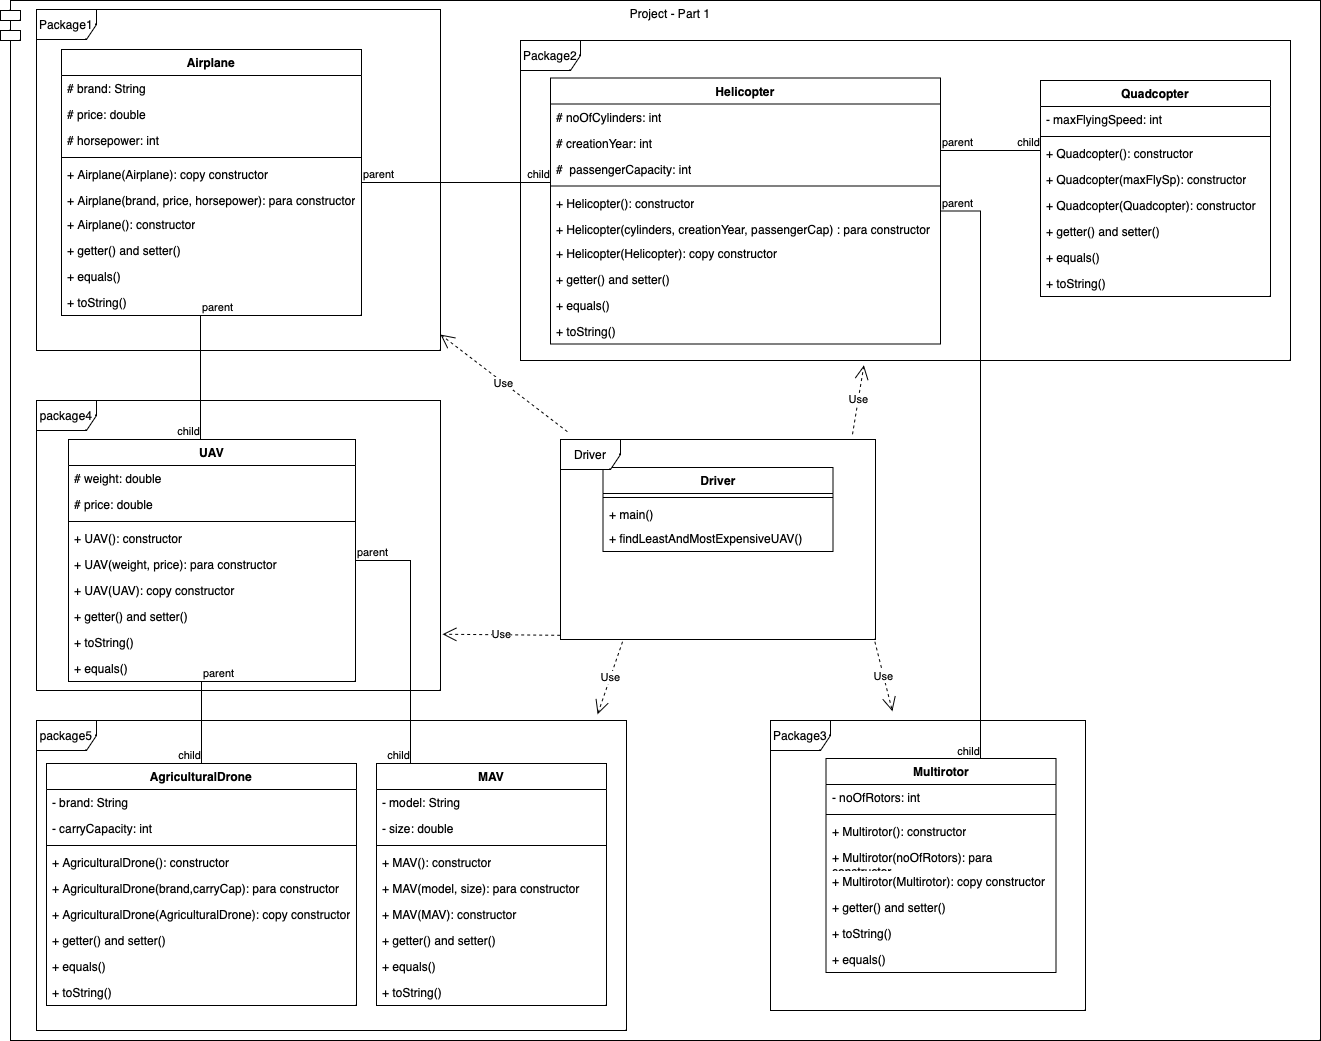 Project - Part 1
Package1
Airplane
# brand: String
# price: double
# horsepower: int
+ Airplane(Airplane): copy constructor
+ Airplane(brand, price, horsepower): para constructor
+ Airplane(): constructor
+ getter() and setter()
+ equals()
+ toString()
parent
parent
child
Package2
Helicopter
# noOfCylinders: int
# creationYear: int
#  passengerCapacity: int
+ Helicopter(): constructor
+ Helicopter(cylinders, creationYear, passengerCap) : para constructor
+ Helicopter(Helicopter): copy constructor
+ getter() and setter()
+ equals()
+ toString()
parent
child
parent
Quadcopter
- maxFlyingSpeed: int
+ Quadcopter(): constructor
+ Quadcopter(maxFlySp): constructor
+ Quadcopter(Quadcopter): constructor
+ getter() and setter()
+ equals()
+ toString()
Use
Use
package4
child
UAV
# weight: double
# price: double
+ UAV(): constructor
+ UAV(weight, price): para constructor
+ UAV(UAV): copy constructor
+ getter() and setter()
+ toString()
+ equals()
parent
parent
Driver
Driver
+ main()
+ findLeastAndMostExpensiveUAV()
Use
Use
Use
package5
child
AgriculturalDrone
- brand: String
- carryCapacity: int
+ AgriculturalDrone(): constructor
+ AgriculturalDrone(brand,carryCap): para constructor
+ AgriculturalDrone(AgriculturalDrone): copy constructor
+ getter() and setter()
+ equals()
+ toString()
child
MAV
- model: String
- size: double
+ MAV(): constructor
+ MAV(model, size): para constructor
+ MAV(MAV): constructor
+ getter() and setter()
+ equals()
+ toString()
Package3
child
Multirotor
- noOfRotors: int
+ Multirotor(): constructor
+ Multirotor(noOfRotors): para
constructor
+ Multirotor(Multirotor): copy constructor
+ getter() and setter()
+ toString()
+ equals()